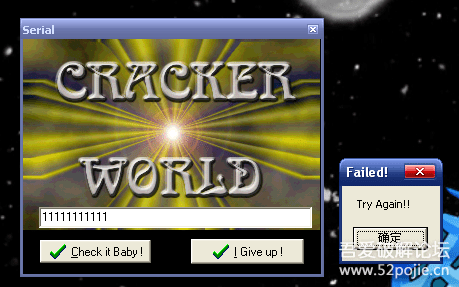 Serial
CRACKER
WORLD
11111111111
Check it Baby !
I Give up !
Failed!
Try Again!!
确定
吾爱破解论坛
www.52pojie.cn